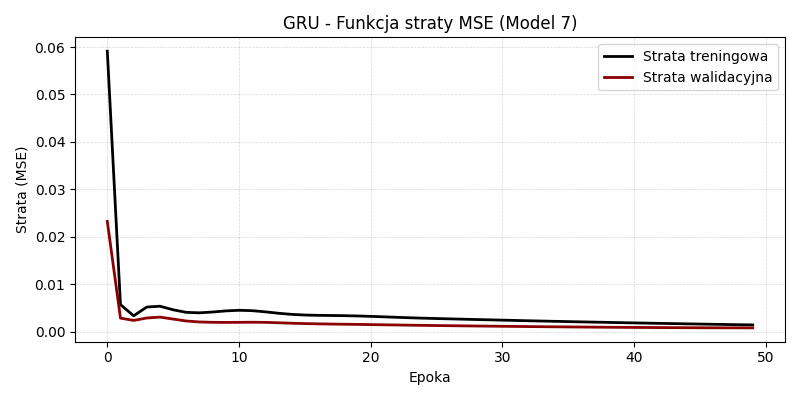 GRU - Funkcja straty MSE (Model 7)
Strata treningowa
Strata walidacyjna
Strata (MSE)
0.06
0.05
0.04
0.03
0.02
0.01
0.00
0 10 20 30 40 50
Epoka